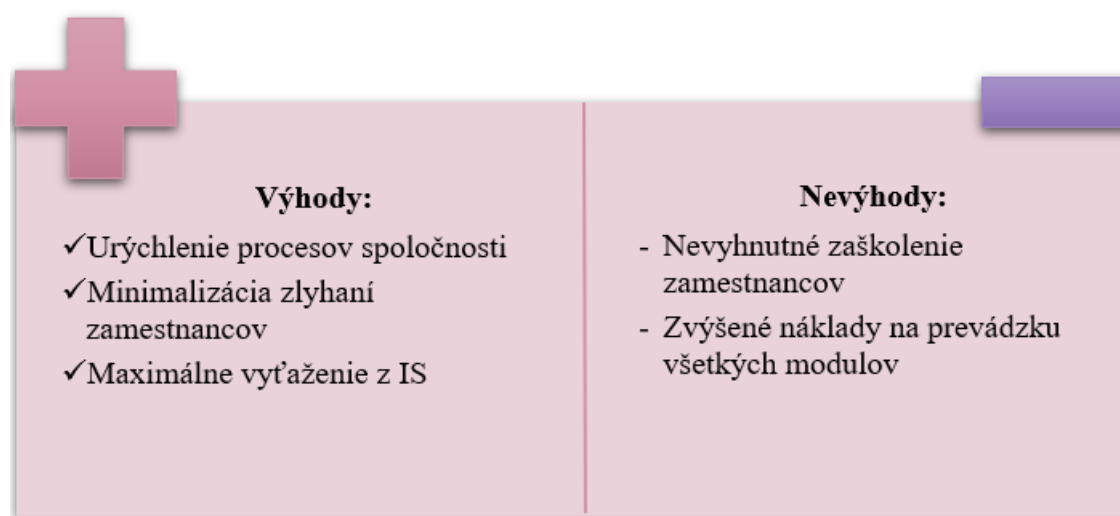 Výhody:
✓Urýchlenie procesov spoločnosti
✓Minimalizácia zlyhaní
zamestnancov
✓Maximálne vyťaženie z IS
Nevýhody:
- Nevyhnutné zaškolenie
zamestnancov
- Zvýšené náklady na prevádzku
všetkých modulov